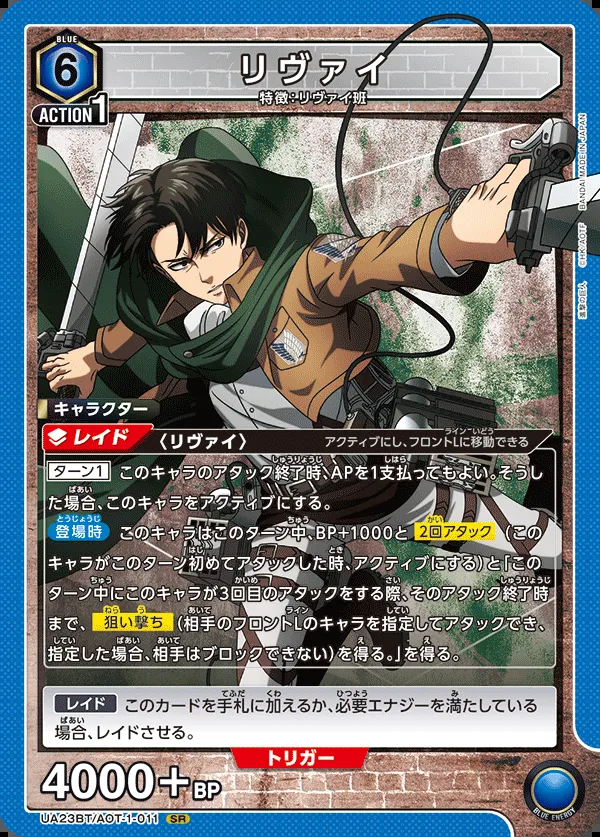 BLUE
6
ACTION 1
リヴァイ
特徴:リヴァイ班
進撃の巨人 ©HK/AOTF BANDAI MADE IN JAPAN
キャラクター
レイド 〈リヴァイ〉 アクティブにし、フロントLに移動できる
ターン1 このキャラのアタック終了時、APを1支払ってもよい。そうし
た場合、このキャラをアクティブにする。
登場時 このキャラはこのターン中、BP+1000と 2回アタック (この
キャラがこのターン初めてアタックした時、アクティブにする)と「この
ターン中にこのキャラが3回目のアタックをする際、そのアタック終了時
まで、 狙い撃ち (相手のフロントLのキャラを指定してアタックでき、
指定した場合、相手はブロックできない)を得る。」を得る。
レイド このカードを手札に加えるか、必要エナジーを満たしている
場合、レイドさせる。
トリガー
4000+BP
BLUE ENERGY
UA23BT/AOT-1-011 SR